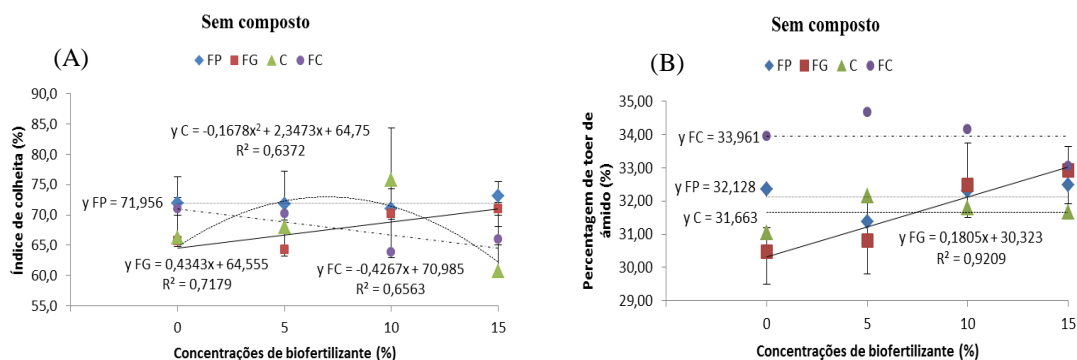 Sem composto
(A)
FP FG C FC
Índice de colheita (%)
90,0
85,0
80,0
75,0
70,0
65,0
60,0
55,0
y C = -0,1678x² + 2,3473x + 64,75
R² = 0,6372
y FP = 71,956
y FG = 0,4343x + 64,555
R² = 0,7179
y FC = -0,4267x + 70,985
R² = 0,6563
0 5 10 15
Concentrações de biofertilizante (%)
Sem composto
(B)
FP FG C FC
Percentagem de toer de
ámido (%)
35,00
34,00
33,00
32,00
31,00
30,00
29,00
y FC = 33,961
y FP = 32,128
y C = 31,663
y FG = 0,1805x + 30,323
R² = 0,9209
0 5 10 15
Concentrações de biofertilizante (%)